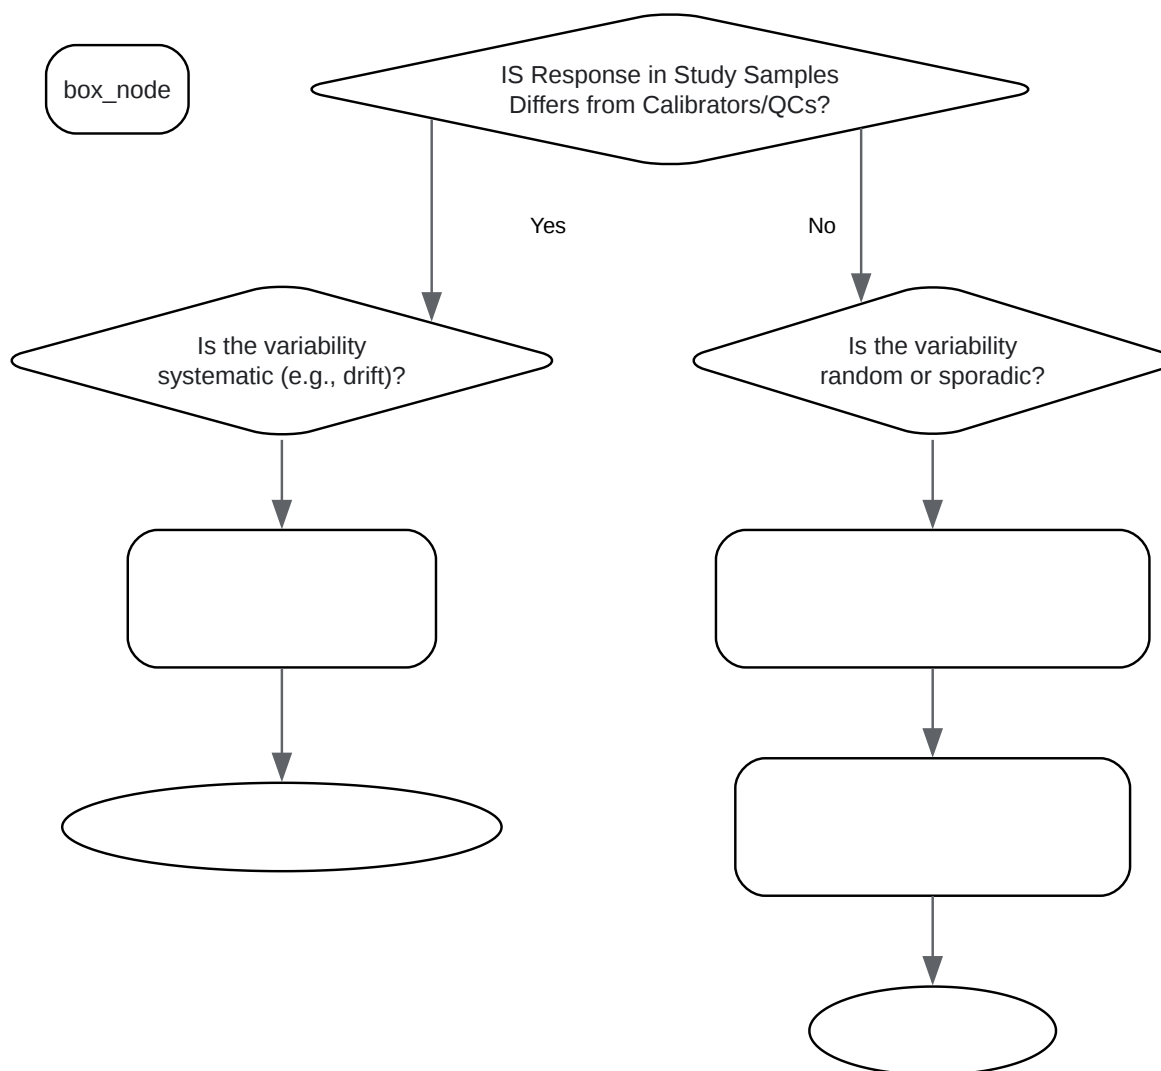 box_node
IS Response in Study Samples
Differs from Calibrators/QCs?
Yes
No
Is the variability
systematic (e.g., drift)?
Is the variability
random or sporadic?